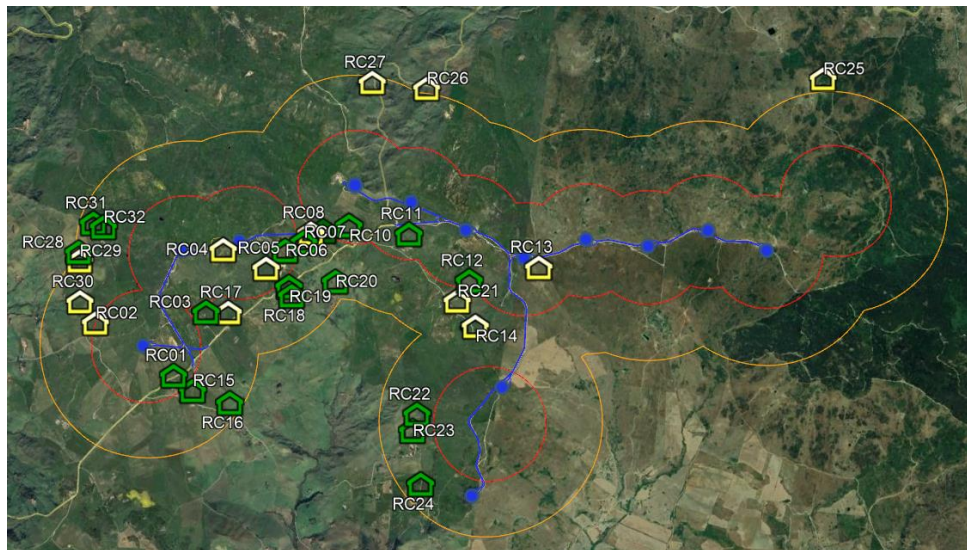 RC27
RC26
RC25
RC31
RC32
RC08
RC11
RC07
RC10
RC28
RC29
RC04
RC05
RC06
RC13
RC12
RC20
RC21
RC30
RC03
RC17
RC19
RC18
RC02
RC14
RC01
RC15
RC16
RC22
RC23
RC24